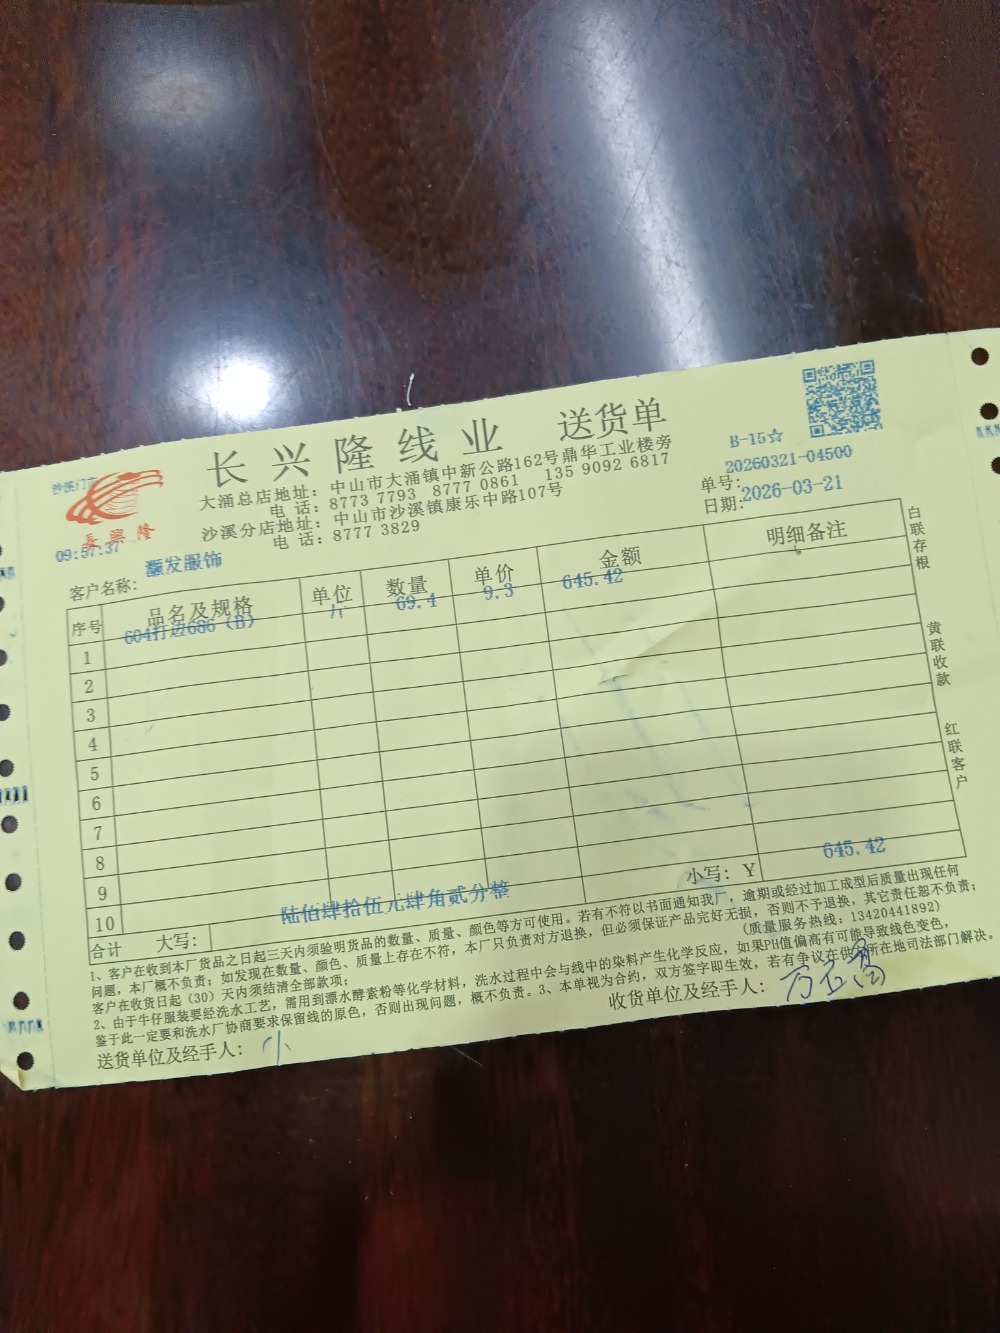 长兴隆线业 送货单
B-15☆
沙溪门
長興隆
大涌总店地址：中山市大涌镇中新公路162号鼎华工业楼旁
电 话：8773 7793 8777 0861 135 9092 6817
沙溪分店地址：中山市沙溪镇康乐中路107号
电 话：8777 3829
单号：20260321-04500
日期：2026-03-21
09:57:37
客户名称：灏发服饰
序号 品名及规格 单位 数量 单价 金额 明细备注
604打边686（B） 斤 69.4 9.3 645.42
1
2
3
4
5
6
7
8
9
10
合计 大写：陆佰肆拾伍元肆角贰分整 小写：￥ 645.42
白联存根
黄联收款
红联客户
1、客户在收到本厂货品之日起三天内须验明货品的数量、质量、颜色等方可使用。若有不符以书面通知我厂，逾期或经过加工成型后质量出现任何
问题，本厂概不负责；如发现在数量、颜色、质量上存在不符，本厂只负责对方退换，但必须保证产品完好无损，否则不予退换，其它责任恕不负责；
客户在收货日起（30）天内须结清全部款项； （质量服务热线：13420441892）
2、由于牛仔服装要经洗水工艺，需用到漂水酵素粉等化学材料，洗水过程中会与线中的染料产生化学反应，如果PH值偏高有可能导致线色变色，
鉴于此一定要和洗水厂协商要求保留线的原色，否则出现问题，概不负责。3、本单视为合约，双方签字即生效，若有争议在供方所在地司法部门解决。
送货单位及经手人： 收货单位及经手人：